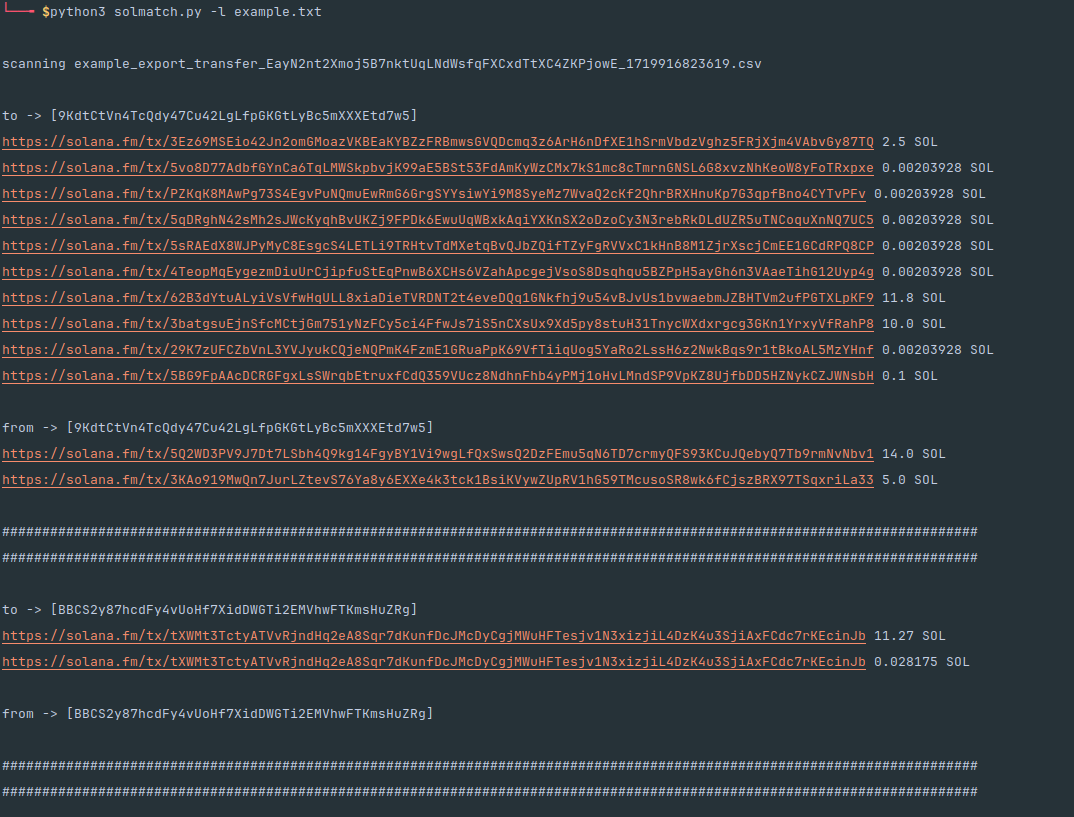 $python3 solmatch.py -l example.txt
scanning example_export_transfer_EayN2nt2Xmoj5B7nktUqLNdWsfqFXCxdTtXC4ZKPjowE_1719916823619.csv
to -> [9KdtCtVn4TcQdy47Cu42LgLfpGKGtLyBc5mXXXEtd7w5]
https://solana.fm/tx/3Ez69MSEio42Jn2omGMoazVKBEaKYBZzFRBmwsGVQDcmq3z6ArH6nDfXE1hSrmVbdzVghz5FRjXjm4VAbvGy87TQ 2.5 SOL
https://solana.fm/tx/5vo8D77AdbfGYnCa6TqLMWSkpbvjK99aE5BSt53FdAmKyWzCMx7kS1mc8cTmrnGNSL6G8xvzNhKeoW8yFoTRxpxe 0.00203928 SOL
https://solana.fm/tx/PZKqK8MAwPg73S4EgvPuNQmuEwRmG6GrgSYYsiwYi9M8SyeMz7WvaQ2cKf2QhrBRXHnuKp7G3qpfBno4CYTvPFv 0.00203928 SOL
https://solana.fm/tx/5qDRghN42sMh2sJWcKyqhBvUKZj9FPDk6EwuUqWBxkAqiYXKnSX2oDzoCy3N3rebRkDLdUZR5uTNCoquXnNQ7UC5 0.00203928 SOL
https://solana.fm/tx/5sRAEdX8WJPyMyC8EsgcS4LETLi9TRHtvTdMXetqBvQJbZQifTZyFgRVVxC1kHnB8M1ZjrXscjCmEE1GCdRPQ8CP 0.00203928 SOL
https://solana.fm/tx/4TeopMqEygezmDiuUrCjipfuStEqPnwB6XCHs6VZahApcgejVsoS8Dsqhqu5BZPpH5ayGh6n3VAaeTihG12Uyp4g 0.00203928 SOL
https://solana.fm/tx/62B3dYtuALyiVsVfwHqULL8xiaDieTVRDNT2t4eveDQq1GNkfhj9u54vBJvUs1bvwaebmJZBHTVm2ufPGTXLpKF9 11.8 SOL
https://solana.fm/tx/3batgsuEjnSfcMCtjGm751yNzFCy5ci4FfwJs7iS5nCXsUx9Xd5py8stuH31TnycWXdxrgcg3GKn1YrxyVfRahP8 10.0 SOL
https://solana.fm/tx/29K7zUFCZbVnL3YVJyukCQjeNQPmK4FzmE1GRuaPpK69VfTiiqUog5YaRo2LssH6z2NwkBqs9r1tBkoAL5MzYHnf 0.00203928 SOL
https://solana.fm/tx/5BG9FpAAcDCRGFgxLsSWrqbEtruxfCdQ359VUcz8NdhnFhb4yPMj1oHvLMndSP9VpKZ8UjfbDD5HZNykCZJWNsbH 0.1 SOL
from -> [9KdtCtVn4TcQdy47Cu42LgLfpGKGtLyBc5mXXXEtd7w5]
https://solana.fm/tx/5Q2WD3PV9J7Dt7LSbh4Q9kg14FgyBY1Vi9wgLfQxSwsQ2DzFEmu5qN6TD7crmyQFS93KCuJQebyQ7Tb9rmNvNbv1 14.0 SOL
https://solana.fm/tx/3KAo919MwQn7JurLZtevS76Ya8y6EXXe4k3tck1BsiKVywZUpRV1hG59TMcusoSR8wk6fCjszBRX97TSqxriLa33 5.0 SOL
##########################################################################################################################
##########################################################################################################################
to -> [BBCS2y87hcdFy4vUoHf7XidDWGTi2EMVhwFTKmsHuZRg]
https://solana.fm/tx/tXWMt3TctyATVvRjndHq2eA8Sqr7dKunfDcJMcDyCgjMWuHFTesjv1N3xizjiL4DzK4u3SjiAxFCdc7rKEcinJb 11.27 SOL
https://solana.fm/tx/tXWMt3TctyATVvRjndHq2eA8Sqr7dKunfDcJMcDyCgjMWuHFTesjv1N3xizjiL4DzK4u3SjiAxFCdc7rKEcinJb 0.028175 SOL
from -> [BBCS2y87hcdFy4vUoHf7XidDWGTi2EMVhwFTKmsHuZRg]
##########################################################################################################################
##########################################################################################################################